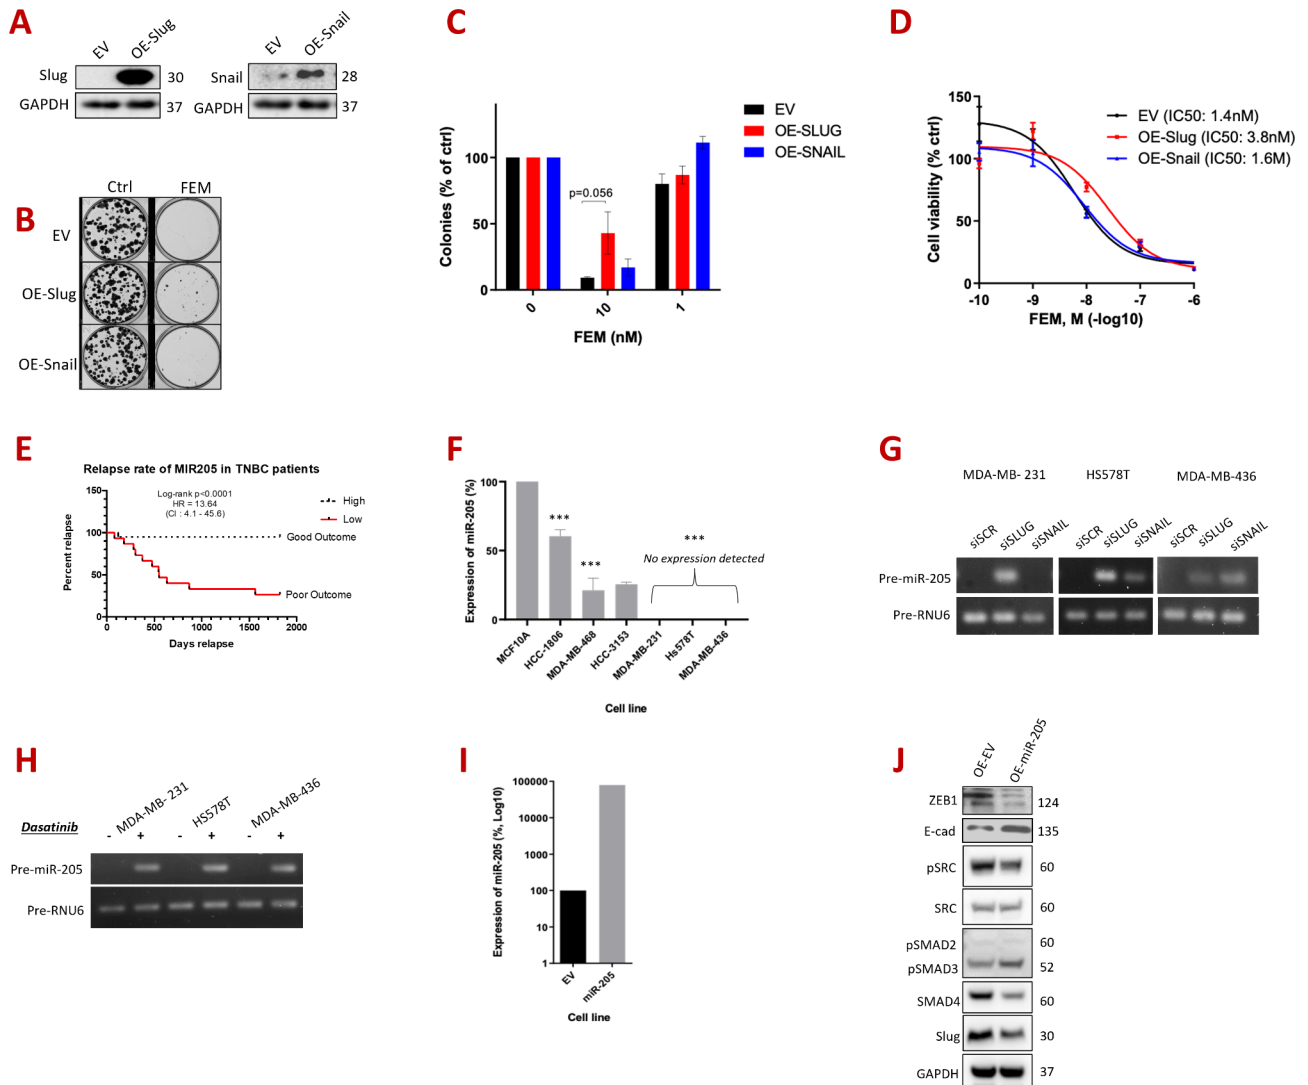 A
EV
OE-Slug
Slug
30
GAPDH
37
EV
OE-Snail
Snail
28
GAPDH
37
B
Ctrl
FEM
EV
OE-Slug
OE-Snail
C
EV
OE-SLUG
OE-SNAIL
Colonies (% of ctrl)
100
50
0
p=0.056
0
10
1
FEM (nM)
D
EV (IC50: 1.4nM)
OE-Slug (IC50: 3.8nM)
OE-Snail (IC50: 1.6M)
Cell viability (% ctrl)
150
100
50
0
-10
-9
-8
-7
-6
FEM, M (-log10)
E
Relapse rate of MIR205 in TNBC patients
Log-rank p<0.0001
HR = 13.64
(CI : 4.1 - 45.6)
High
Low
Good Outcome
Poor Outcome
Percent relapse
150
100
50
0
0
500
1000
1500
2000
Days relapse
F
Expression of miR-205 (%)
100
50
0
***
***
***
No expression detected
MCF10A
HCC-1806
MDA-MB-468
HCC-3153
MDA-MB-231
Hs578T
MDA-MB-436
Cell line
G
MDA-MB- 231
HS578T
MDA-MB-436
siSCR
siSLUG
siSNAIL
siSCR
siSLUG
siSNAIL
siSCR
siSLUG
siSNAIL
Pre-miR-205
Pre-RNU6
H
MDA-MB- 231
HS578T
MDA-MB-436
Dasatinib
- + - + - +
Pre-miR-205
Pre-RNU6
I
Expression of miR-205 (%, Log10)
100000
10000
1000
100
10
1
EV
miR-205
Cell line
J
OE-EV
OE-miR-205
ZEB1
124
E-cad
135
pSRC
60
SRC
60
pSMAD2
60
pSMAD3
52
SMAD4
60
Slug
30
GAPDH
37